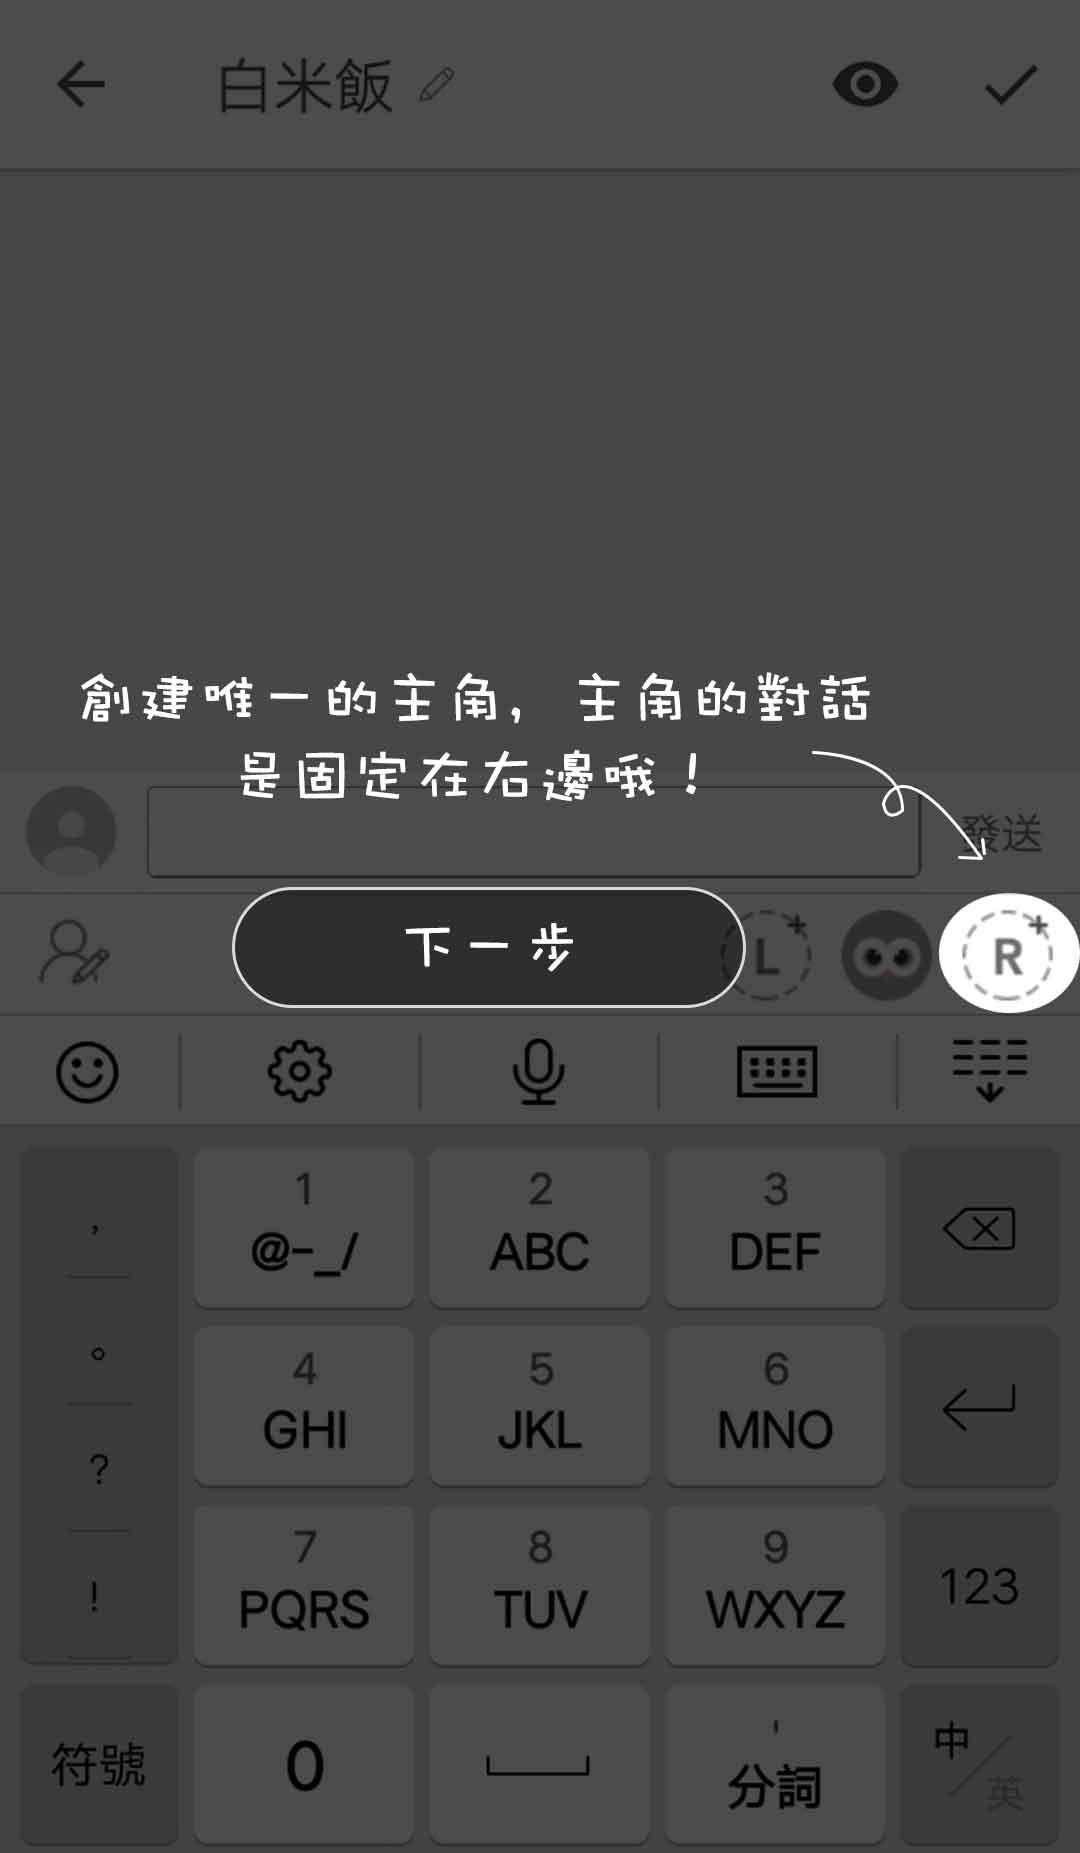 白米飯
創建唯一的主角，主角的對話
是固定在右邊哦！
發送
下一步
L+
R+
，
1
@-_/
2
ABC
3
DEF
。
4
GHI
5
JKL
6
MNO
?
7
PQRS
8
TUV
9
WXYZ
123
!
符號
0
'
分詞
中/英